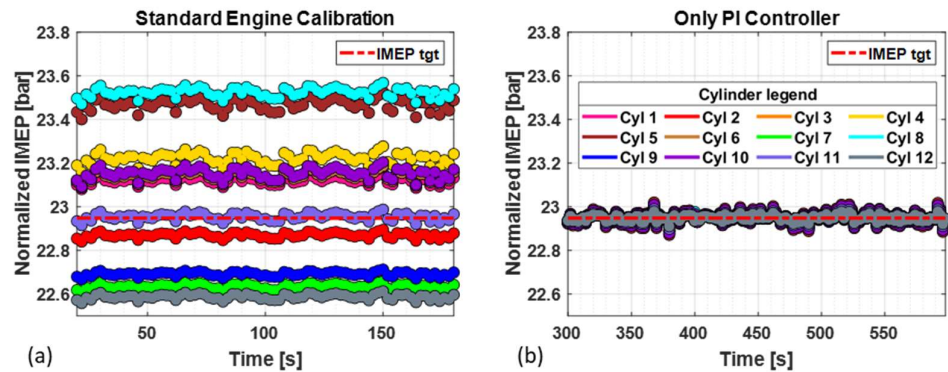 Standard Engine Calibration
23.8
23.6
23.4
23.2
23
22.8
22.6
Normalized IMEP [bar]
IMEP tgt
50
100
150
Time [s]
(a)
Only PI Controller
23.8
23.6
23.4
23.2
23
22.8
22.6
Normalized IMEP [bar]
IMEP tgt
Cylinder legend
Cyl 1 Cyl 2 Cyl 3 Cyl 4
Cyl 5 Cyl 6 Cyl 7 Cyl 8
Cyl 9 Cyl 10 Cyl 11 Cyl 12
300 350 400 450 500 550
Time [s]
(b)